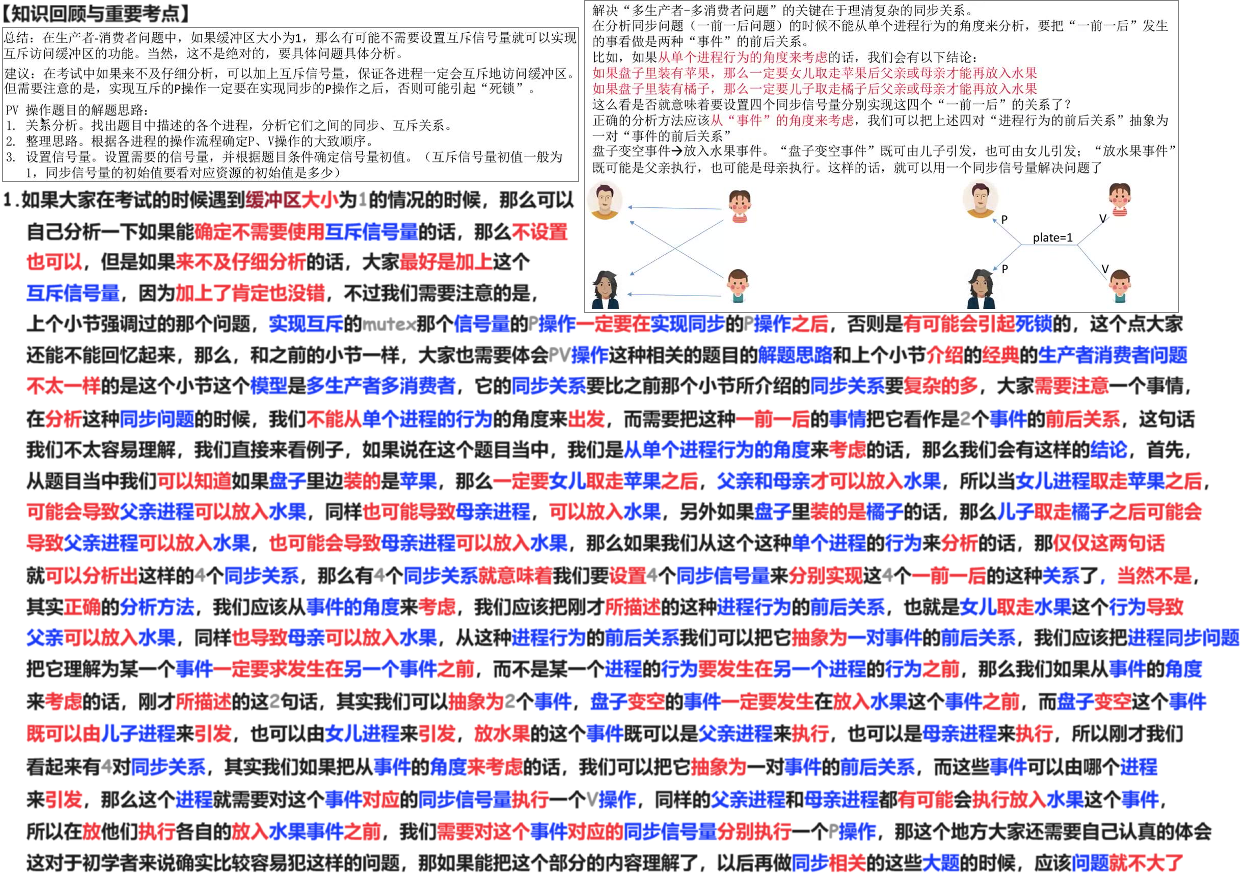 【知识回顾与重要考点】
总结：在生产者-消费者问题中，如果缓冲区大小为1，那么有可能不需要设置互斥信号量就可以实现
互斥访问缓冲区的功能。当然，这不是绝对的，要具体问题具体分析。
建议：在考试中如果来不及仔细分析，可以加上互斥信号量，保证各进程一定会互斥地访问缓冲区。
但需要注意的是，实现互斥的P操作一定要在实现同步的P操作之后，否则可能引起“死锁”。
PV 操作题目的解题思路：
1. 关系分析。找出题目中描述的各个进程，分析它们之间的同步、互斥关系。
2. 整理思路。根据各进程的操作流程确定P、V操作的大致顺序。
3. 设置信号量。设置需要的信号量，并根据题目条件确定信号量初值。（互斥信号量初值一般为
1，同步信号量的初始值要看对应资源的初始值是多少）
解决“多生产者-多消费者问题”的关键在于理清复杂的同步关系。
在分析同步问题（一前一后问题）的时候不能从单个进程行为的角度来分析，要把“一前一后”发生
的事看做是两种“事件”的前后关系。
比如，如果从单个进程行为的角度来考虑的话，我们会有以下结论：
如果盘子里装有苹果，那么一定要女儿取走苹果后父亲或母亲才能再放入水果
如果盘子里装有橘子，那么一定要儿子取走橘子后父亲或母亲才能再放入水果
这么看是否就意味着要设置四个同步信号量分别实现这四个“一前一后”的关系了？
正确的分析方法应该从“事件”的角度来考虑，我们可以把上述四对“进程行为的前后关系”抽象为
一对“事件的前后关系”
盘子变空事件→放入水果事件。“盘子变空事件”既可由儿子引发，也可由女儿引发；“放水果事件”
既可能是父亲执行，也可能是母亲执行。这样的话，就可以用一个同步信号量解决问题了
P
V
plate=1
P
V
1.如果大家在考试的时候遇到缓冲区大小为1的情况的时候，那么可以
自己分析一下如果能确定不需要使用互斥信号量的话，那么不设置
也可以，但是如果来不及仔细分析的话，大家最好是加上这个
互斥信号量，因为加上了肯定也没错，不过我们需要注意的是，
上个小节强调过的那个问题，实现互斥的mutex那个信号量的P操作一定要在实现同步的P操作之后，否则是有可能会引起死锁的，这个点大家
还能不能回忆起来，那么，和之前的小节一样，大家也需要体会PV操作这种相关的题目的解题思路和上个小节介绍的经典的生产者消费者问题
不太一样的是这个小节这个模型是多生产者多消费者，它的同步关系要比之前那个小节所介绍的同步关系要复杂的多，大家需要注意一个事情，
在分析这种同步问题的时候，我们不能从单个进程的行为的角度来出发，而需要把这种一前一后的事情把它看作是2个事件的前后关系，这句话
我们不太容易理解，我们直接来看例子，如果说在这个题目当中，我们是从单个进程行为的角度来考虑的话，那么我们会有这样的结论，首先，
从题目当中我们可以知道如果盘子里边装的是苹果，那么一定要女儿取走苹果之后，父亲和母亲才可以放入水果，所以当女儿进程取走苹果之后，
可能会导致父亲进程可以放入水果，同样也可能导致母亲进程，可以放入水果，另外如果盘子里装的是橘子的话，那么儿子取走橘子之后可能会
导致父亲进程可以放入水果，也可能会导致母亲进程可以放入水果，那么如果我们从这个这种单个进程的行为来分析的话，那仅仅这两句话
就可以分析出这样的4个同步关系，那么有4个同步关系就意味着我们要设置4个同步信号量来分别实现这4个一前一后的这种关系了，当然不是，
其实正确的分析方法，我们应该从事件的角度来考虑，我们应该把刚才所描述的这种进程行为的前后关系，也就是女儿取走水果这个行为导致
父亲可以放入水果，同样也导致母亲可以放入水果，从这种进程行为的前后关系我们可以把它抽象为一对事件的前后关系，我们应该把进程同步问题
把它理解为某一个事件一定要求发生在另一个事件之前，而不是某一个进程的行为要发生在另一个进程的行为之前，那么我们如果从事件的角度
来考虑的话，刚才所描述的这2句话，其实我们可以抽象为2个事件，盘子变空的事件一定要发生在放入水果这个事件之前，而盘子变空这个事件
既可以由儿子进程来引发，也可以由女儿进程来引发，放水果的这个事件既可以是父亲进程来执行，也可以是母亲进程来执行，所以刚才我们
看起来有4对同步关系，其实我们如果把从事件的角度来考虑的话，我们可以把它抽象为一对事件的前后关系，而这些事件可以由哪个进程
来引发，那么这个进程就需要对这个事件对应的同步信号量执行一个V操作，同样的父亲进程和母亲进程都有可能会执行放入水果这个事件，
所以在放他们执行各自的放入水果事件之前，我们需要对这个事件对应的同步信号量分别执行一个P操作，那这个地方大家还需要自己认真的体会
这对于初学者来说确实比较容易犯这样的问题，那如果能把这个部分的内容理解了，以后再做同步相关的这些大题的时候，应该问题就不大了